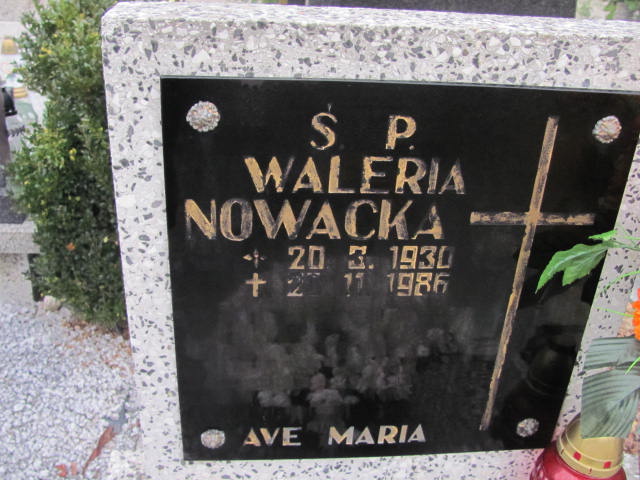 Ś. P.
WALERIA
NOWACKA
* 20. 3. 1930
+ 11 1986
AVE MARIA